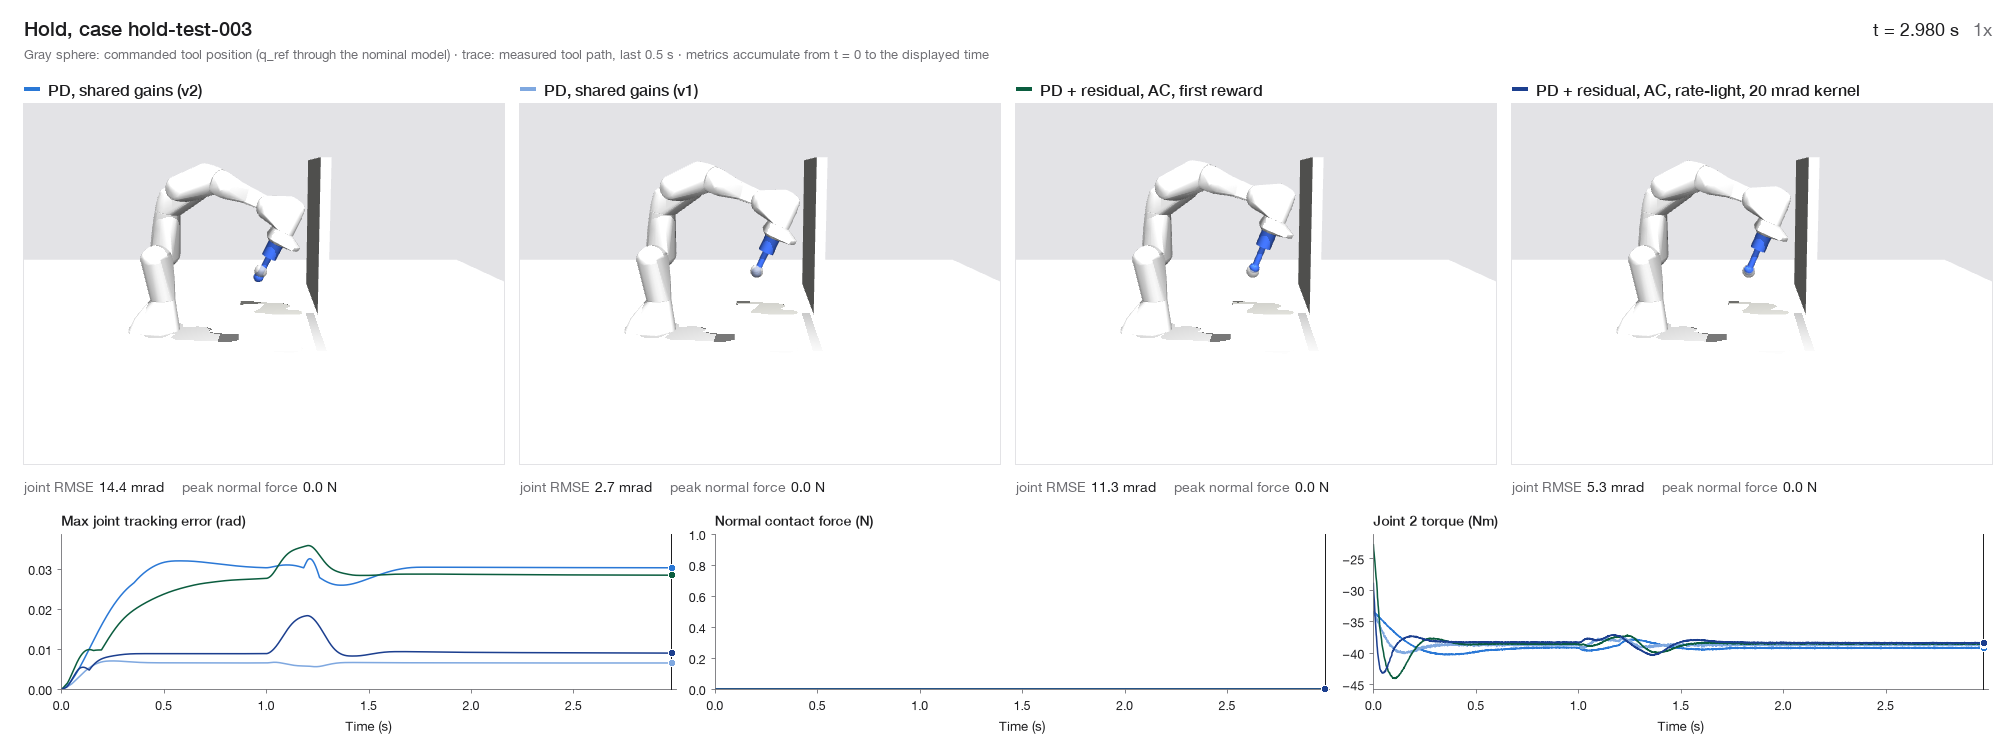 Hold, case hold-test-003
t = 2.980 s 1x
Gray sphere: commanded tool position (q_ref through the nominal model) · trace: measured tool path, last 0.5 s · metrics accumulate from t = 0 to the displayed time
PD, shared gains (v2)
PD, shared gains (v1)
PD + residual, AC, first reward
PD + residual, AC, rate-light, 20 mrad kernel
joint RMSE 14.4 mrad peak normal force 0.0 N
joint RMSE 2.7 mrad peak normal force 0.0 N
joint RMSE 11.3 mrad peak normal force 0.0 N
joint RMSE 5.3 mrad peak normal force 0.0 N
Max joint tracking error (rad)
0.03
0.02
0.01
0.00
0.0 0.5 1.0 1.5 2.0 2.5
Time (s)
Normal contact force (N)
1.0
0.8
0.6
0.4
0.2
0.0
0.0 0.5 1.0 1.5 2.0 2.5
Time (s)
Joint 2 torque (Nm)
−25
−30
−35
−40
−45
0.0 0.5 1.0 1.5 2.0 2.5
Time (s)